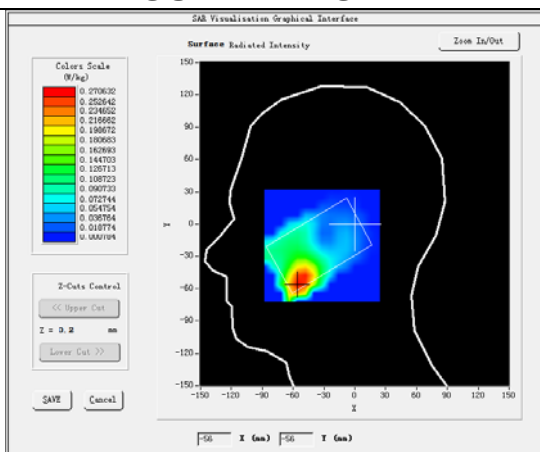 SAR Visualisation Graphical Interface
Surface Radiated Intensity
Zoom In/Out
Colors Scale
(W/kg)
0.270632
0.252642
0.234652
0.216662
0.198672
0.180683
0.162693
0.144703
0.126713
0.108723
0.090733
0.072744
0.054754
0.036764
0.018774
0.000784
150
120
90
60
30
0
-30
-60
-90
-120
-150
Y
-150 -120 -90 -60 -30 0 30 60 90 120 150
X
Z-Cuts Control
<< Upper Cut
Z = 3.2 mm
Lower Cut >>
SAVE Cancel
-56 X (mm) -56 Y (mm)